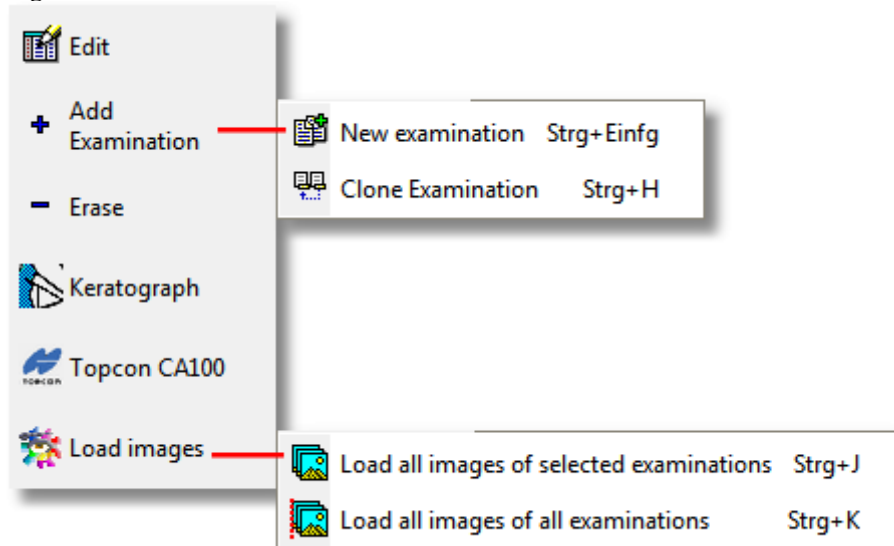 Edit
Add
Examination
New examination Strg+Einfg
Clone Examination Strg+H
Erase
Keratograph
TOPCON
Topcon CA100
Load images
Load all images of selected examinations Strg+J
Load all images of all examinations Strg+K